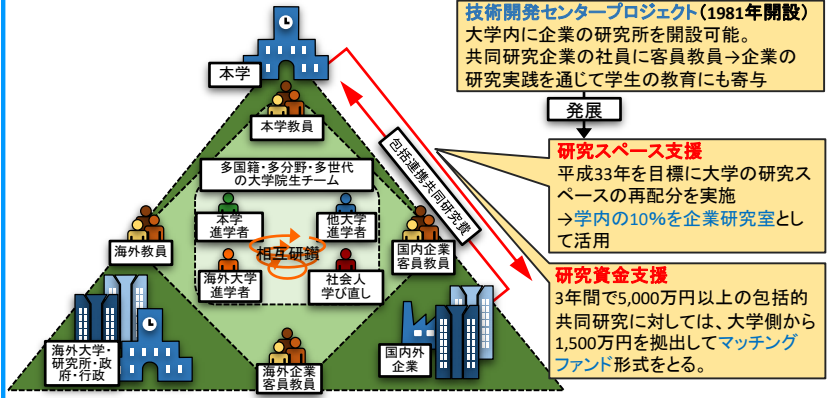 技術開発センタープロジェクト(1981年開設)
大学内に企業の研究所を開設可能。
共同研究企業の社員に客員教員→企業の
研究実践を通じて学生の教育にも寄与
発展
研究スペース支援
平成33年を目標に大学の研究ス
ペースの再配分を実施
→学内の10%を企業研究室とし
て活用
研究資金支援
3年間で5,000万円以上の包括的
共同研究に対しては、大学側から
1,500万円を拠出してマッチング
ファンド形式をとる。
本学
本学教員
包括連携共同研究費
多国籍・多分野・多世代
の大学院生チーム
本学
進学者
他大学
進学者
相互研鑽
海外大学
進学者
社会人
学び直し
海外教員
国内企業
客員教員
海外大学・
研究所・政
府・行政
海外企業
客員教員
国内外
企業